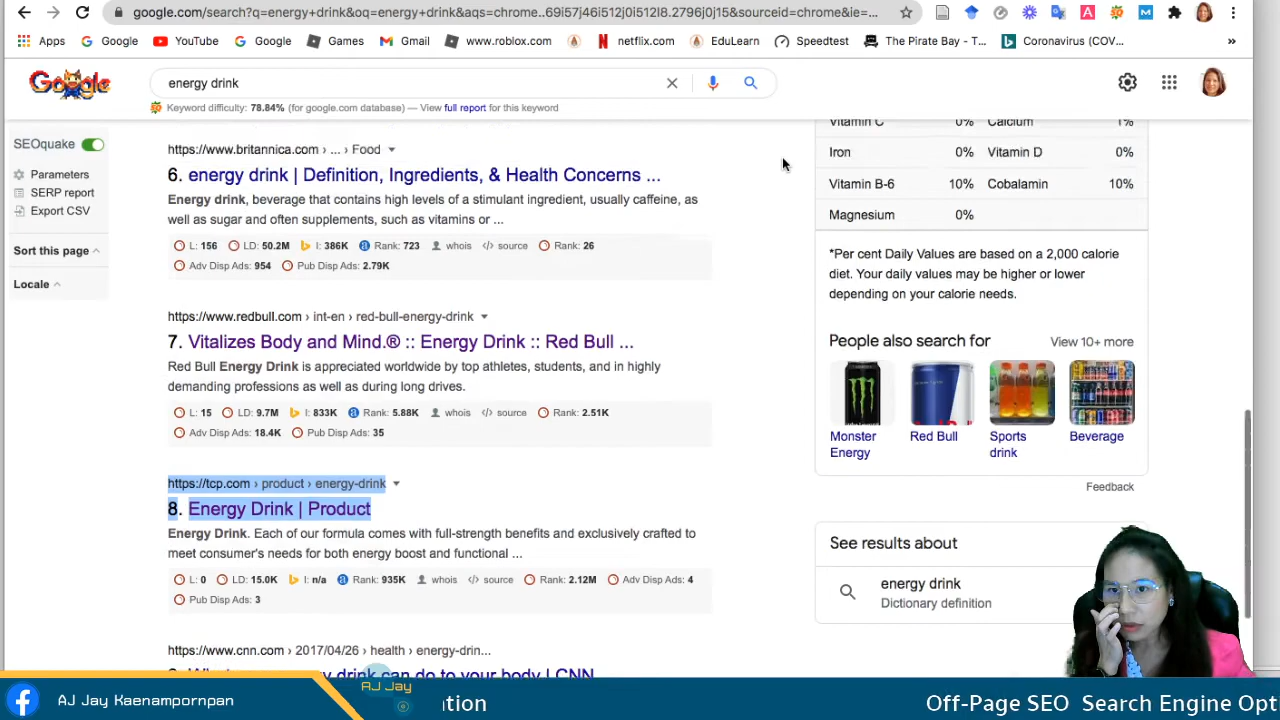 google.com/search?q=energy+drink&oq=energy+drink&aqs=chrome..69i57j46i512j0i512l8.2796j0j15&sourceid=chrome&ie=...
Apps
Google
YouTube
Google
Games
Gmail
www.roblox.com
netflix.com
EduLearn
Speedtest
The Pirate Bay - T...
Coronavirus (COV...
»
Google
energy drink
Keyword difficulty: 78.84% (for google.com database) — View full report for this keyword
SEOquake
Parameters
SERP report
Export CSV
Sort this page
Locale
https://www.britannica.com › ... › Food
6. energy drink | Definition, Ingredients, & Health Concerns ...
Energy drink, beverage that contains high levels of a stimulant ingredient, usually caffeine, as
well as sugar and often supplements, such as vitamins or ...
L: 156 LD: 50.2M I: 386K Rank: 723 whois source Rank: 26
Adv Disp Ads: 954 Pub Disp Ads: 2.79K
https://www.redbull.com › int-en › red-bull-energy-drink
7. Vitalizes Body and Mind.® :: Energy Drink :: Red Bull ...
Red Bull Energy Drink is appreciated worldwide by top athletes, students, and in highly
demanding professions as well as during long drives.
L: 15 LD: 9.7M I: 833K Rank: 5.88K whois source Rank: 2.51K
Adv Disp Ads: 18.4K Pub Disp Ads: 35
https://tcp.com › product › energy-drink
8. Energy Drink | Product
Energy Drink. Each of our formula comes with full-strength benefits and exclusively crafted to
meet consumer's needs for both energy boost and functional ...
L: 0 LD: 15.0K I: n/a Rank: 935K whois source Rank: 2.12M Adv Disp Ads: 4
Pub Disp Ads: 3
https://www.cnn.com › 2017/04/26 › health › energy-drin...
drink can do to your body | CNN
Vitamin C 0% Calcium 1%
Iron 0% Vitamin D 0%
Vitamin B-6 10% Cobalamin 10%
Magnesium 0%
*Per cent Daily Values are based on a 2,000 calorie
diet. Your daily values may be higher or lower
depending on your calorie needs.
People also search for
View 10+ more
Monster
Energy
Red Bull
Sports
drink
Beverage
Feedback
See results about
energy drink
Dictionary definition
AJ Jay Kaenampornpan
AJ Jay
ation
Off-Page SEO Search Engine Opt